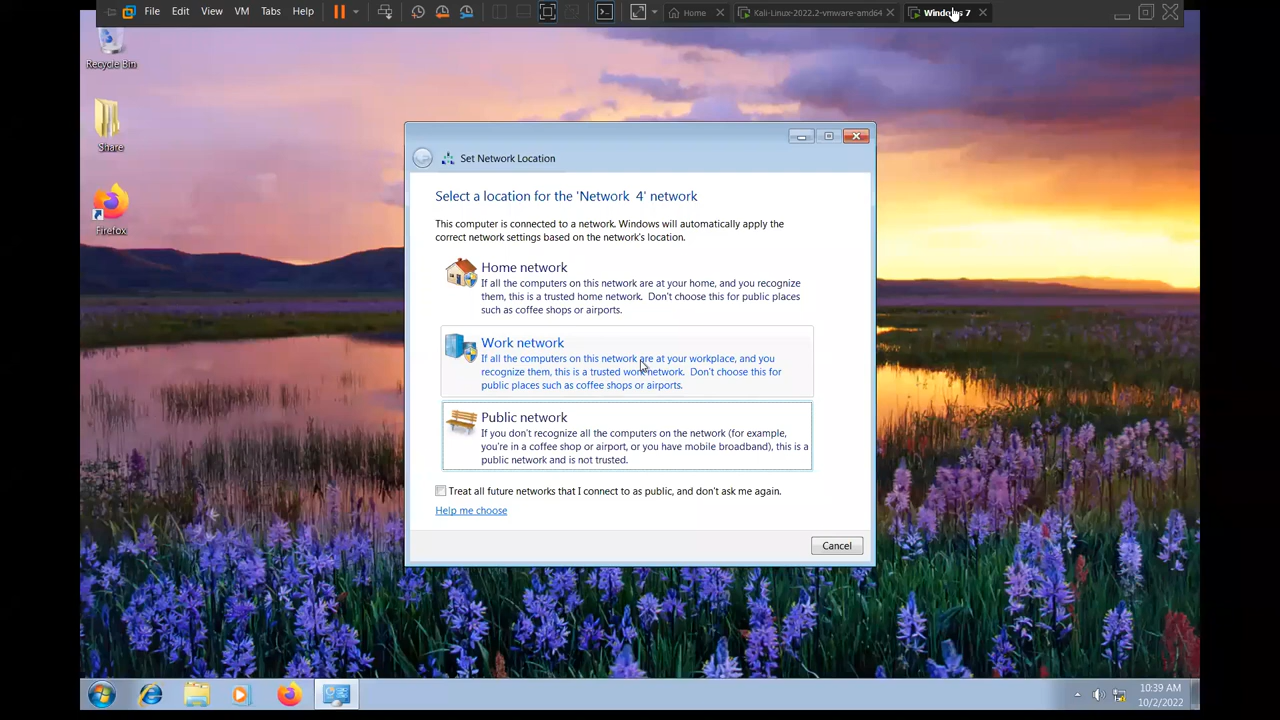 File Edit View VM Tabs Help
Home
Kali-Linux-2022.2-vmware-amd64
Windows 7
Recycle Bin
Share
Firefox
Set Network Location
Select a location for the 'Network 4' network
This computer is connected to a network. Windows will automatically apply the
correct network settings based on the network's location.
Home network
If all the computers on this network are at your home, and you recognize
them, this is a trusted home network. Don't choose this for public places
such as coffee shops or airports.
Work network
If all the computers on this network are at your workplace, and you
recognize them, this is a trusted work network. Don't choose this for
public places such as coffee shops or airports.
Public network
If you don't recognize all the computers on the network (for example,
you're in a coffee shop or airport, or you have mobile broadband), this is a
public network and is not trusted.
Treat all future networks that I connect to as public, and don't ask me again.
Help me choose
Cancel
10:39 AM
10/2/2022